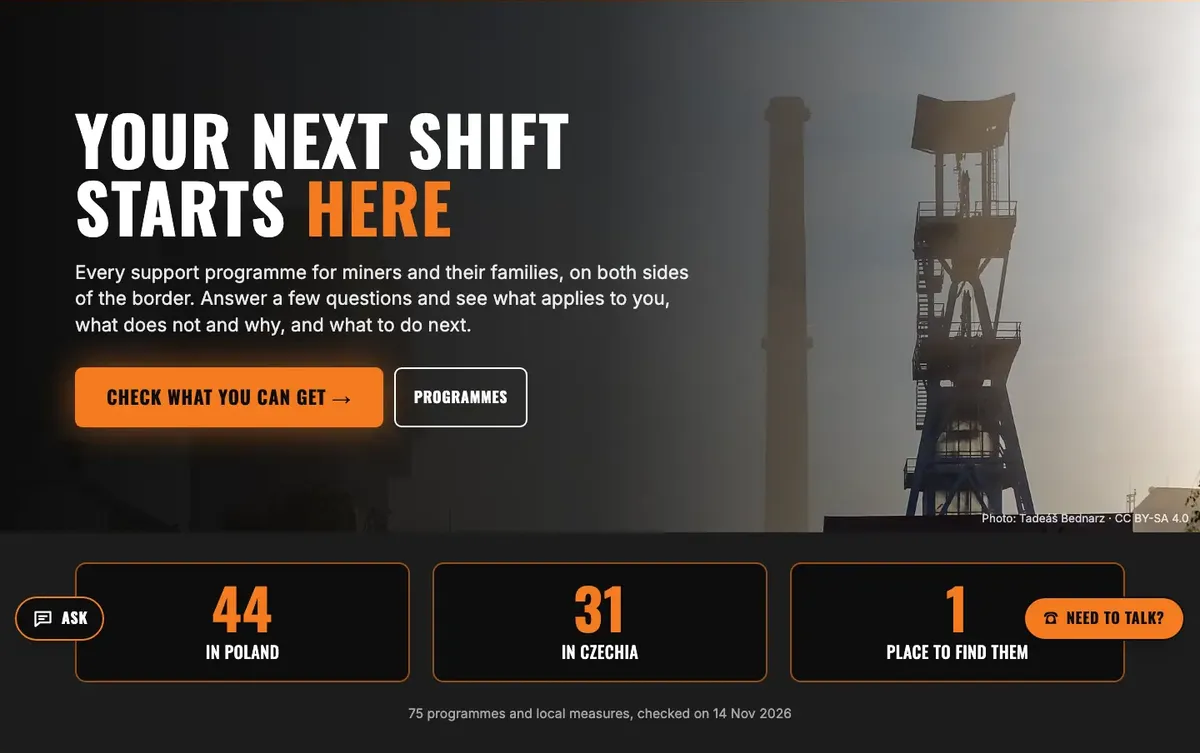 YOUR NEXT SHIFT
STARTS HERE
Every support programme for miners and their families, on both sides
of the border. Answer a few questions and see what applies to you,
what does not and why, and what to do next.
CHECK WHAT YOU CAN GET →
PROGRAMMES
Photo: Tadeáš Bednarz · CC BY-SA 4.0
44
IN POLAND
31
IN CZECHIA
1
PLACE TO FIND THEM
ASK
NEED TO TALK?
75 programmes and local measures, checked on 14 Nov 2026